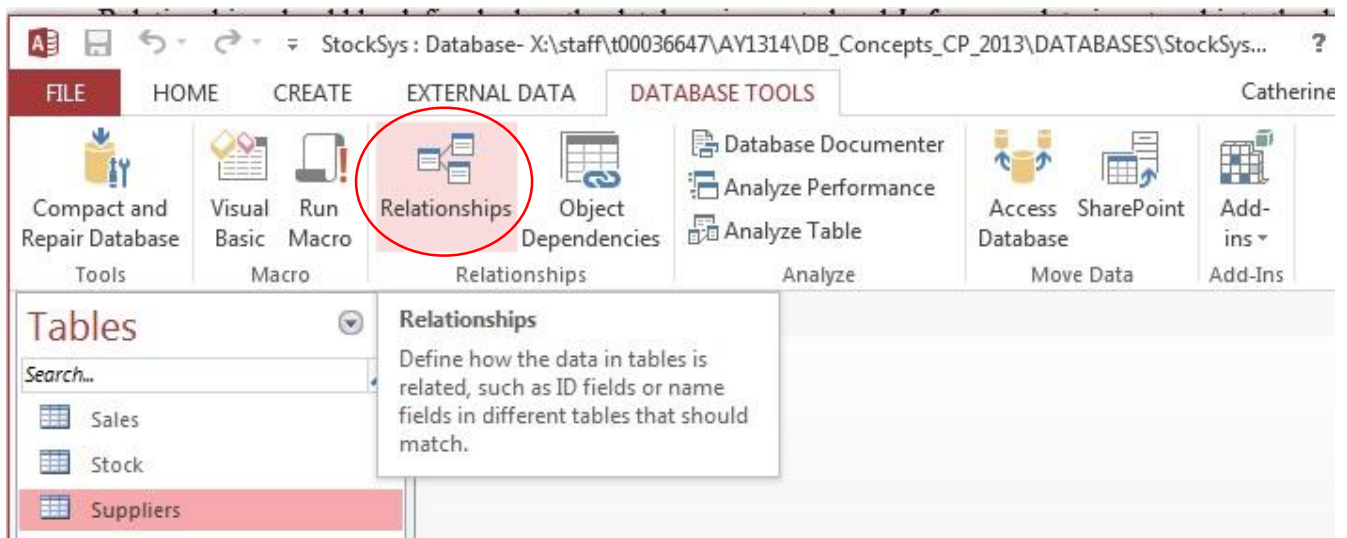 StockSys : Database- X:\staff\t00036647\AY1314\DB_Concepts_CP_2013\DATABASES\StockSys... ?
FILE HOME CREATE EXTERNAL DATA DATABASE TOOLS Catherine
Compact and
Repair Database
Visual
Basic
Run
Macro
Relationships
Object
Dependencies
Database Documenter
Analyze Performance
Analyze Table
Access
Database
SharePoint
Add-
ins
Tools Macro Relationships Analyze Move Data Add-Ins
Tables
Search...
Sales
Stock
Suppliers
Relationships
Define how the data in tables is
related, such as ID fields or name
fields in different tables that should
match.